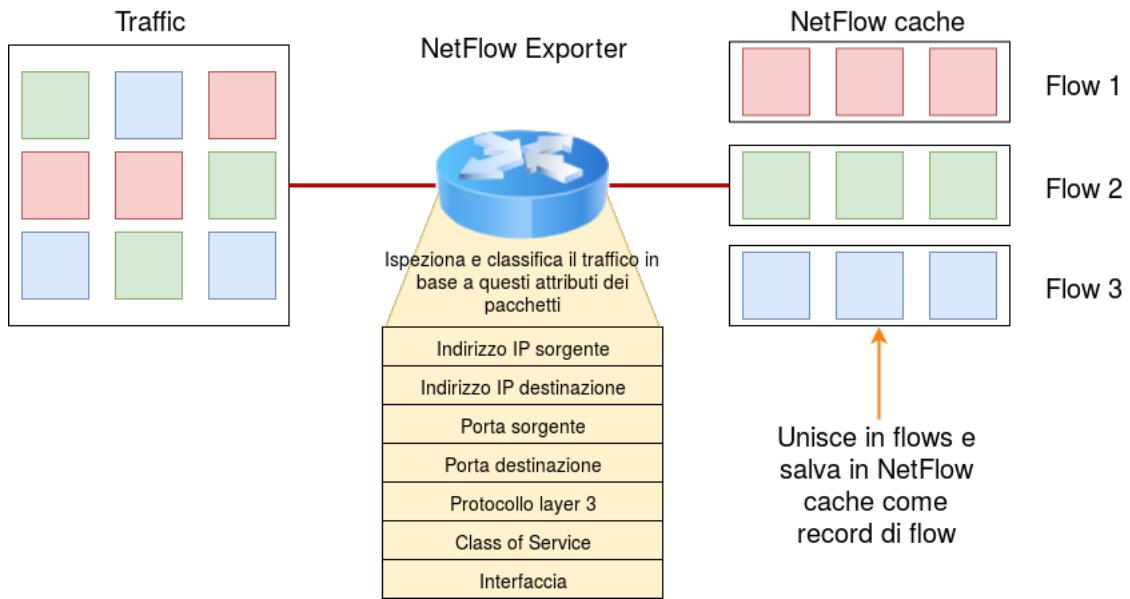 Traffic
NetFlow Exporter
NetFlow cache
Flow 1
Flow 2
Flow 3
Ispeziona e classifica il traffico in
base a questi attributi dei
pacchetti
Indirizzo IP sorgente
Indirizzo IP destinazione
Porta sorgente
Porta destinazione
Protocollo layer 3
Class of Service
Interfaccia
Unisce in flows e
salva in NetFlow
cache come
record di flow